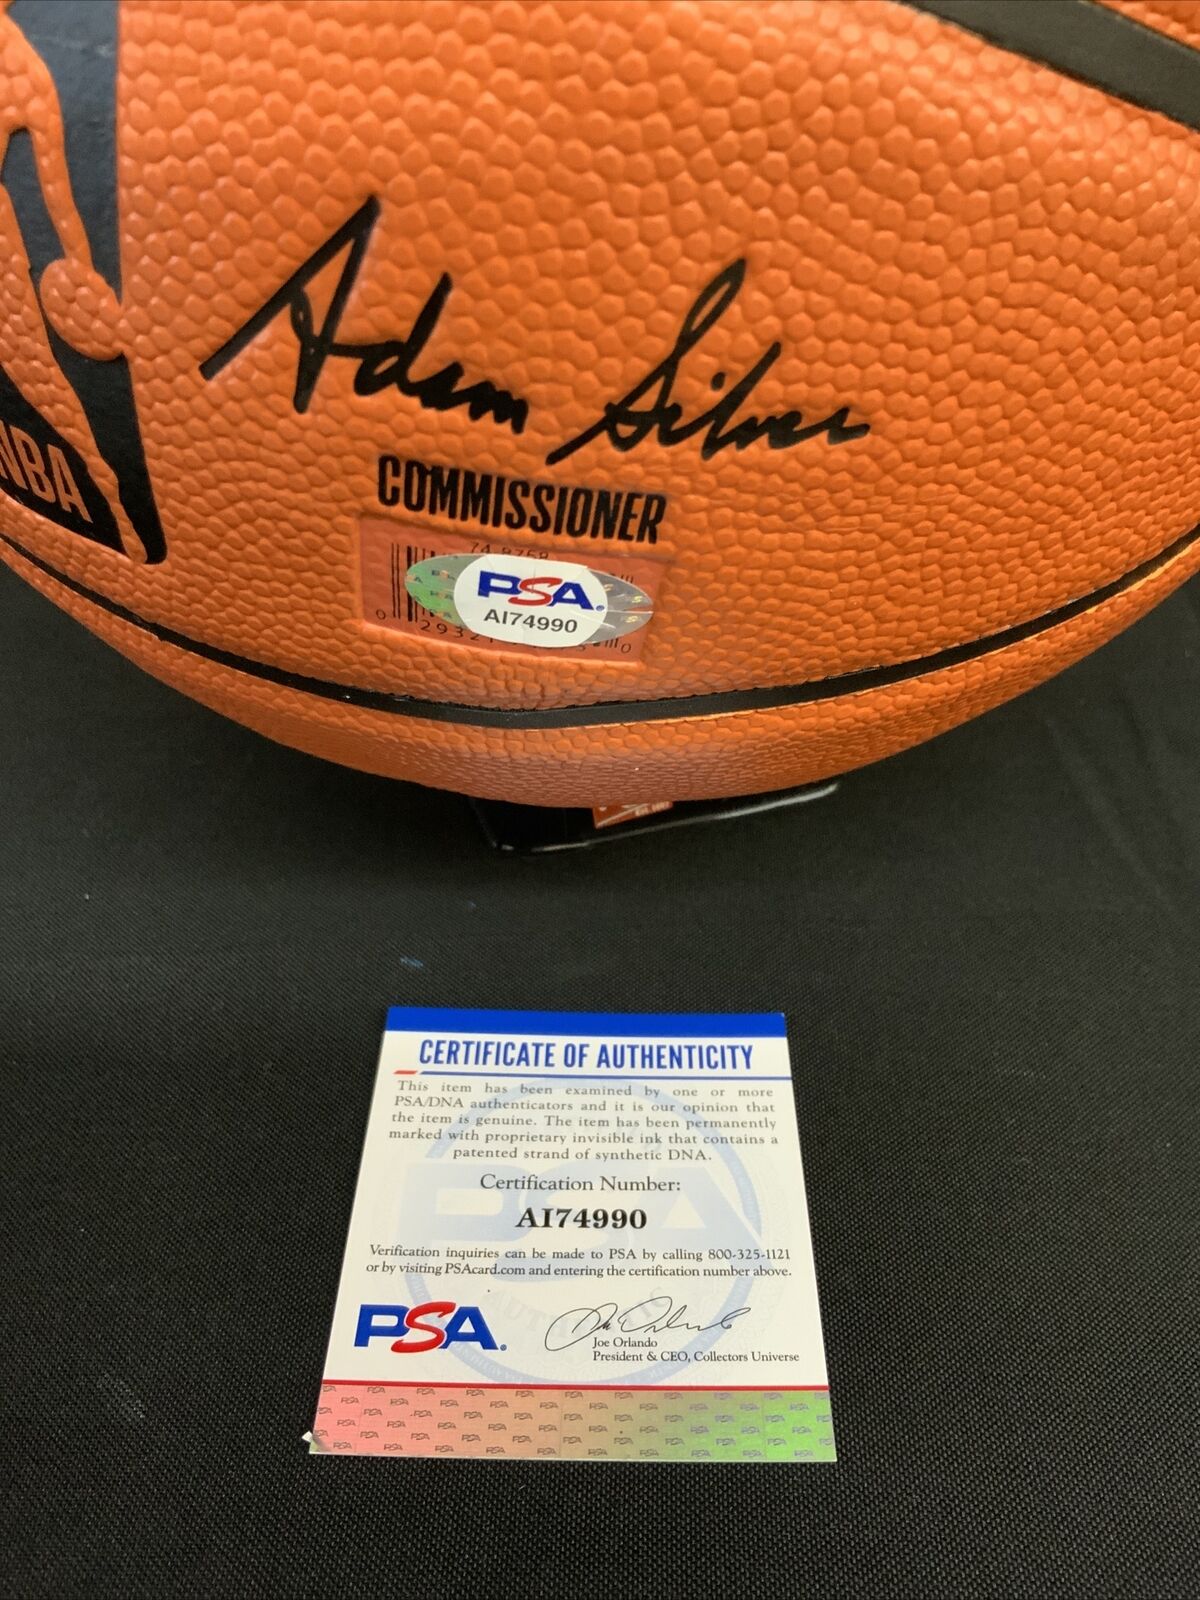 NBA
Adam Silver
COMMISSIONER
74 8768
PSA
AI74990
CERTIFICATE OF AUTHENTICITY
This item has been examined by one or more
PSA/DNA authenticators and it is our opinion that
the item is genuine. The item has been permanently
marked with proprietary invisible ink that contains a
patented strand of synthetic DNA.
Certification Number:
AI74990
Verification inquiries can be made to PSA by calling 800-325-1121
or by visiting PSAcard.com and entering the certification number above.
PSA
Joe Orlando
President & CEO, Collectors Universe